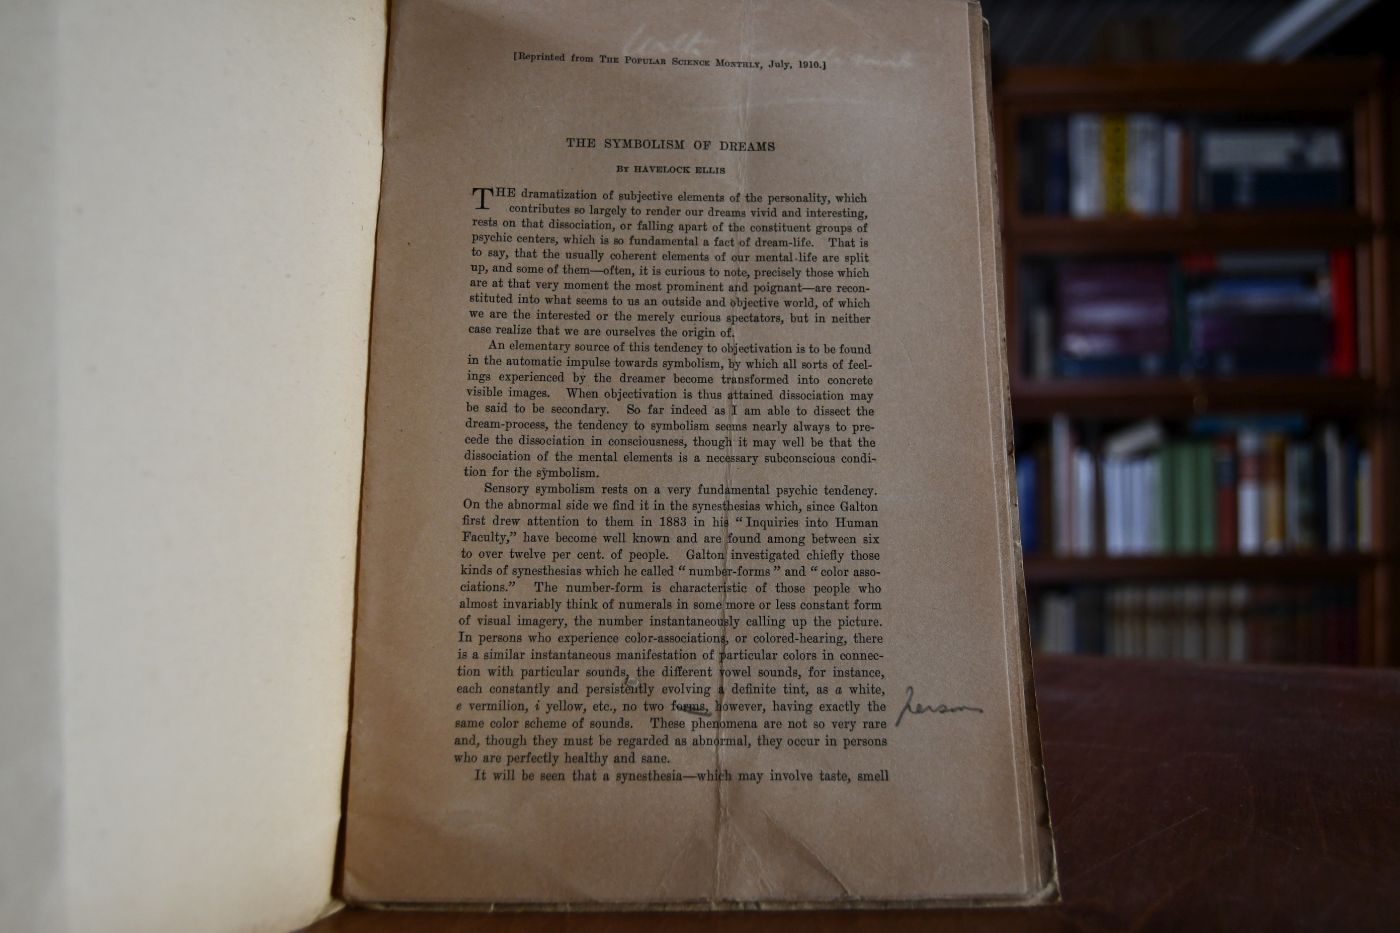 [Reprinted from THE POPULAR SCIENCE MONTHLY, July, 1910.]
THE SYMBOLISM OF DREAMS
BY HAVELOCK ELLIS
THE dramatization of subjective elements of the personality, which
contributes so largely to render our dreams vivid and interesting,
rests on that dissociation, or falling apart of the constituent groups of
psychic centers, which is so fundamental a fact of dream-life. That is
to say, that the usually coherent elements of our mental life are split
up, and some of them—often, it is curious to note, precisely those which
are at that very moment the most prominent and poignant—are recon-
stituted into what seems to us an outside and objective world, of which
we are the interested or the merely curious spectators, but in neither
case realize that we are ourselves the origin of.
An elementary source of this tendency to objectivation is to be found
in the automatic impulse towards symbolism, by which all sorts of feel-
ings experienced by the dreamer become transformed into concrete
visible images. When objectivation is thus attained dissociation may
be said to be secondary. So far indeed as I am able to dissect the
dream-process, the tendency to symbolism seems nearly always to pre-
cede the dissociation in consciousness, though it may well be that the
dissociation of the mental elements is a necessary subconscious condi-
tion for the symbolism.
Sensory symbolism rests on a very fundamental psychic tendency.
On the abnormal side we find it in the synesthesias which, since Galton
first drew attention to them in 1883 in his "Inquiries into Human
Faculty," have become well known and are found among between six
to over twelve per cent. of people. Galton investigated chiefly those
kinds of synesthesias which he called "number-forms" and "color asso-
ciations." The number-form is characteristic of those people who
almost invariably think of numerals in some more or less constant form
of visual imagery, the number instantaneously calling up the picture.
In persons who experience color-associations, or colored-hearing, there
is a similar instantaneous manifestation of particular colors in connec-
tion with particular sounds, the different vowel sounds, for instance,
each constantly and persistently evolving a definite tint, as a white,
e vermilion, i yellow, etc., no two forms, however, having exactly the
person
same color scheme of sounds. These phenomena are not so very rare
and, though they must be regarded as abnormal, they occur in persons
who are perfectly healthy and sane.
It will be seen that a synesthesia—which may involve taste, smell